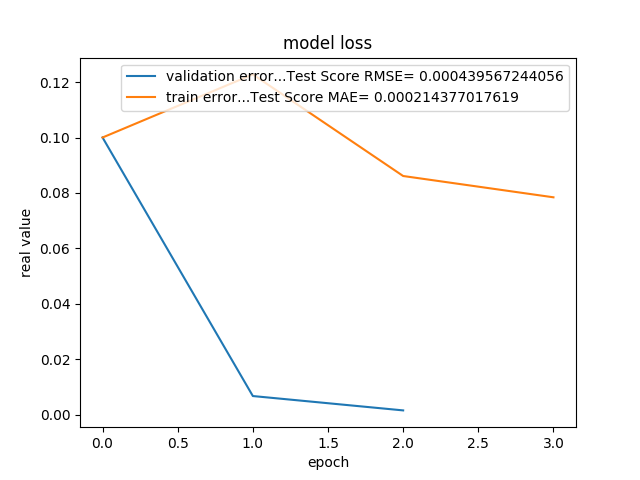 model loss
validation error...Test Score RMSE= 0.000439567244056
train error...Test Score MAE= 0.000214377017619
real value
0.12
0.10
0.08
0.06
0.04
0.02
0.00
0.0 0.5 1.0 1.5 2.0 2.5 3.0
epoch